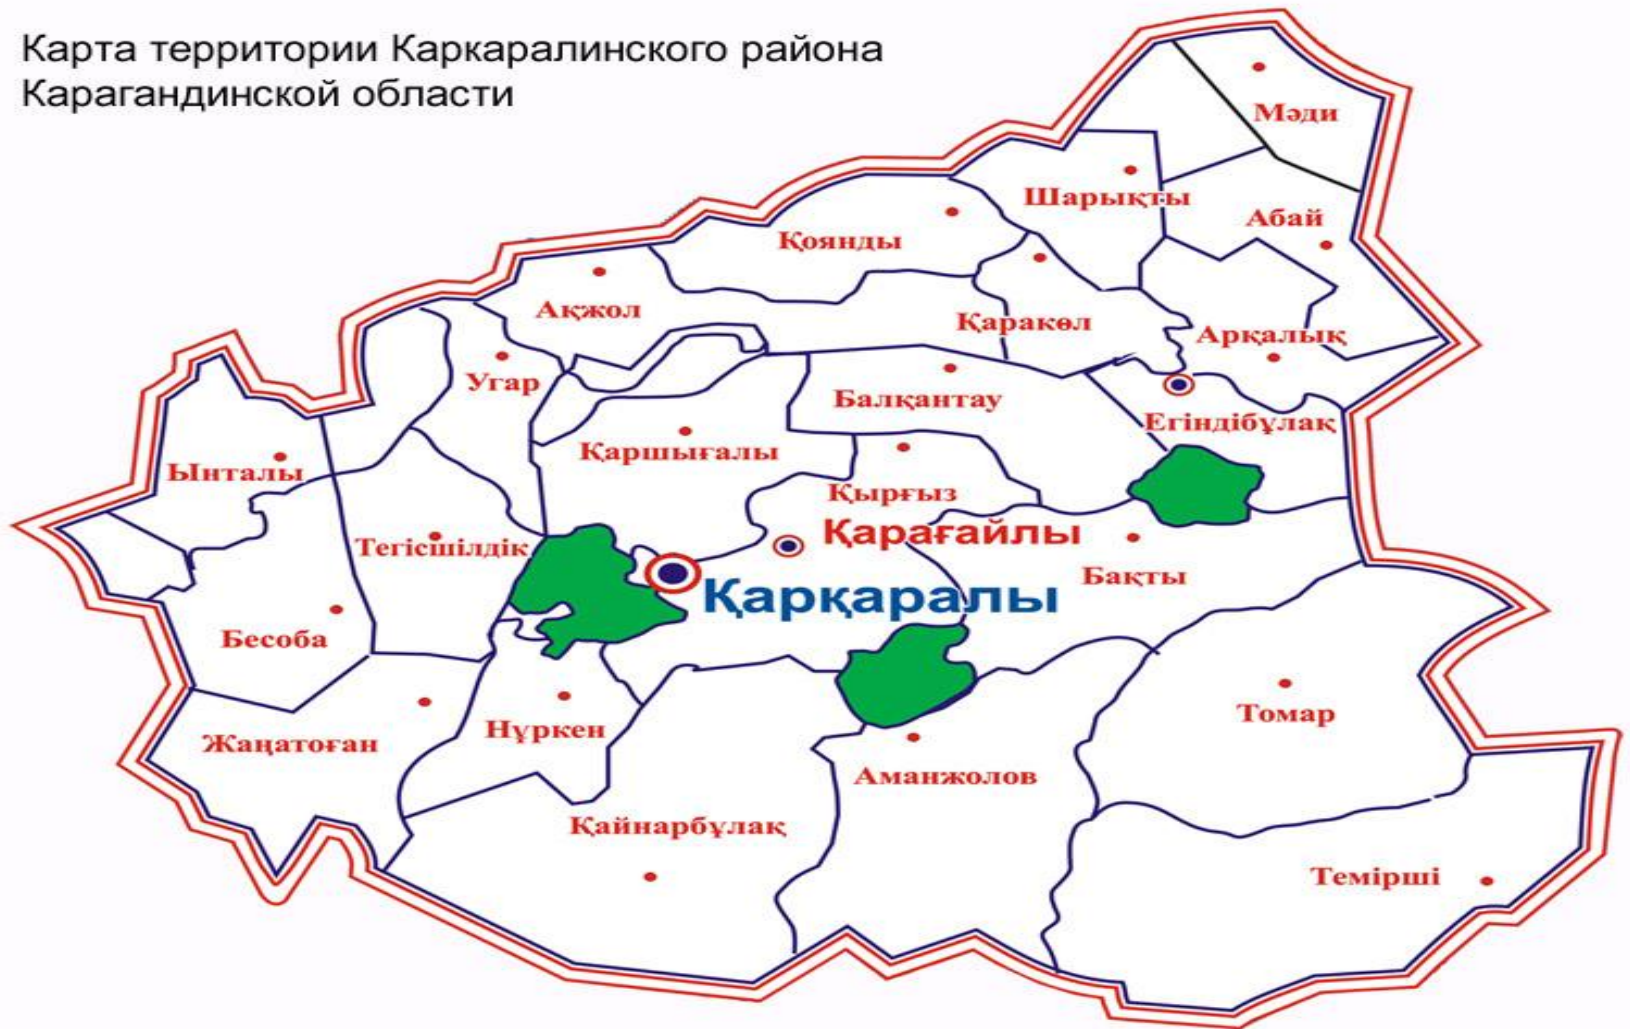 Карта территории Каркаралинского района
Карагандинской области
Мәди
Шарықты
Абай
Қоянды
Ақжол
Қаракөл
Арқалық
Угар
Балқантау
Егіндібұлақ
Қаршығалы
Ынталы
Қырғыз
Қарағайлы
Тегісшілдік
Бақты
Қарқаралы
Бесоба
Томар
Нұркен
Жаңатоған
Аманжолов
Қайнарбұлақ
Темірші